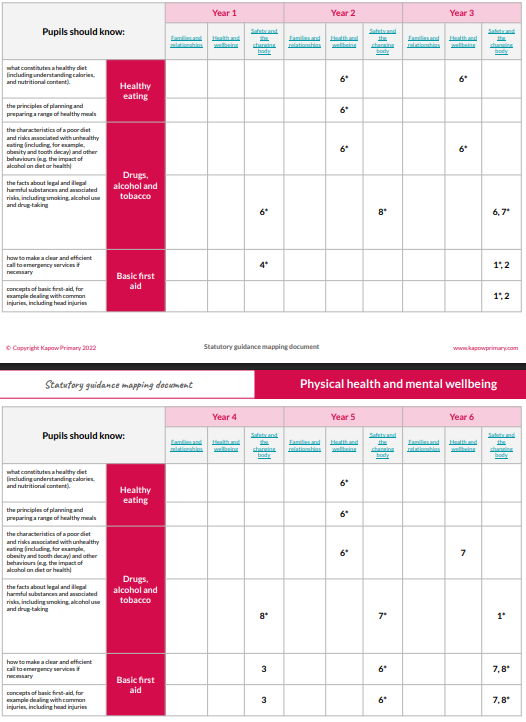 Year 1 Year 2 Year 3
Pupils should know:
Families and relationships
Health and wellbeing
Safety and the changing body
Families and relationships
Health and wellbeing
Safety and the changing body
Families and relationships
Health and wellbeing
Safety and the changing body
what constitutes a healthy diet
(including understanding calories,
and nutritional content).
Healthy
eating
6* 6*
the principles of planning and
preparing a range of healthy meals
6*
the characteristics of a poor diet
and risks associated with unhealthy
eating (including, for example,
obesity and tooth decay) and other
behaviours (e.g. the impact of
alcohol on diet or health)
Drugs,
alcohol and
tobacco
6* 6*
the facts about legal and illegal
harmful substances and associated
risks, including smoking, alcohol use
and drug-taking
6* 8* 6, 7*
how to make a clear and efficient
call to emergency services if
necessary
Basic first
aid
4* 1*, 2
concepts of basic first-aid, for
example dealing with common
injuries, including head injuries
1*, 2
© Copyright Kapow Primary 2022 Statutory guidance mapping document www.kapowprimary.com
Statutory guidance mapping document Physical health and mental wellbeing
Year 4 Year 5 Year 6
Pupils should know:
Families and relationships
Health and wellbeing
Safety and the changing body
Families and relationships
Health and wellbeing
Safety and the changing body
Families and relationships
Health and wellbeing
Safety and the changing body
what constitutes a healthy diet
(including understanding calories,
and nutritional content).
Healthy
eating
6*
the principles of planning and
preparing a range of healthy meals
6*
the characteristics of a poor diet
and risks associated with unhealthy
eating (including, for example,
obesity and tooth decay) and other
behaviours (e.g. the impact of
alcohol on diet or health)
Drugs,
alcohol and
tobacco
6* 7
the facts about legal and illegal
harmful substances and associated
risks, including smoking, alcohol use
and drug-taking
8* 7* 1*
how to make a clear and efficient
call to emergency services if
necessary
Basic first
aid
3 6* 7, 8*
concepts of basic first-aid, for
example dealing with common
injuries, including head injuries
3 6* 7, 8*